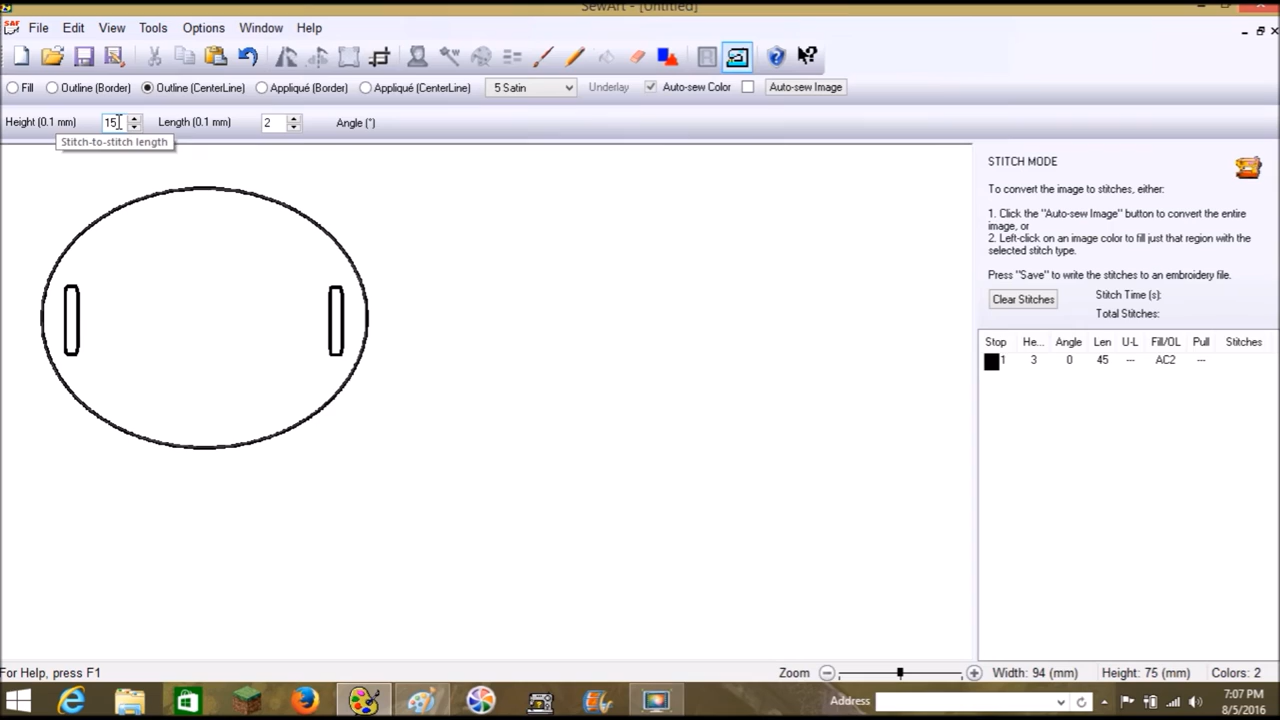 SewArt - [Untitled]
File Edit View Tools Options Window Help
Fill Outline (Border) Outline (CenterLine) Appliqué (Border) Appliqué (CenterLine) 5 Satin Underlay Auto-sew Color Auto-sew Image
Height (0.1 mm) 15 Length (0.1 mm) 2 Angle (°)
Stitch-to-stitch length
STITCH MODE
To convert the image to stitches, either:
1. Click the "Auto-sew Image" button to convert the entire
image, or
2. Left-click on an image color to fill just that region with the
selected stitch type.
Press "Save" to write the stitches to an embroidery file.
Clear Stitches Stitch Time (s):
Total Stitches:
Stop He... Angle Len U-L Fill/OL Pull Stitches
1 3 0 45 --- AC2 ---
For Help, press F1 Zoom Width: 94 (mm) Height: 75 (mm) Colors: 2
Address 7:07 PM
8/5/2016